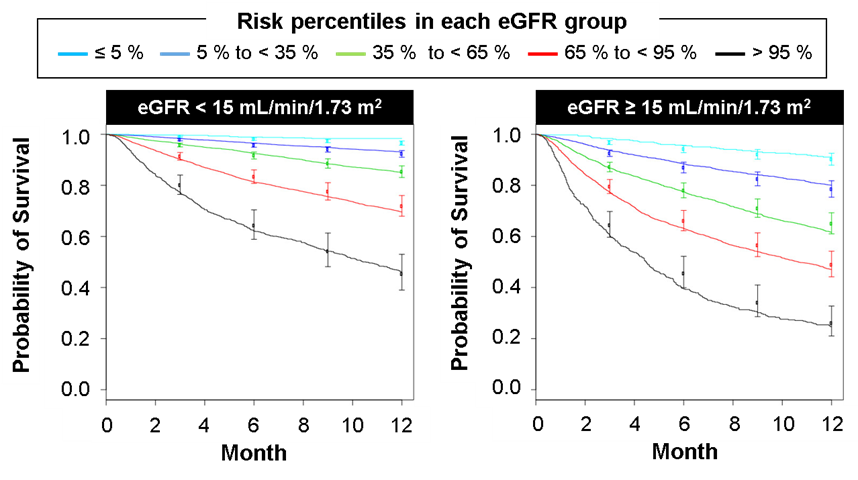 Risk percentiles in each eGFR group
≤ 5 % 5 % to < 35 % 35 % to < 65 % 65 % to < 95 % > 95 %
eGFR < 15 mL/min/1.73 m²
Probability of Survival
1.0
0.8
0.6
0.4
0.2
0.0
0 2 4 6 8 10 12
Month
eGFR ≥ 15 mL/min/1.73 m²
Probability of Survival
1.0
0.8
0.6
0.4
0.2
0.0
0 2 4 6 8 10 12
Month